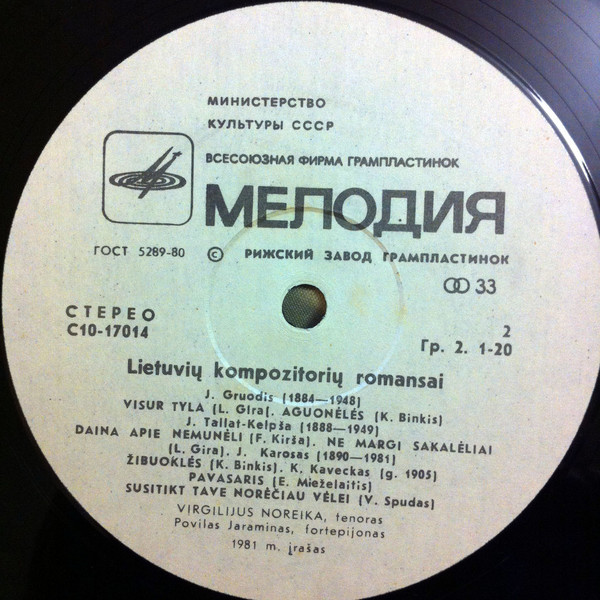 МИНИСТЕРСТВО
КУЛЬТУРЫ СССР
ВСЕСОЮЗНАЯ ФИРМА ГРАМПЛАСТИНОК
МЕЛОДИЯ
ГОСТ 5289-80 © РИЖСКИЙ ЗАВОД ГРАМПЛАСТИНОК
33
СТЕРЕО
С10-17014
2
Гр. 2. 1-20
Lietuvių kompozitorių romansai
J. Gruodis (1884—1948)
VISUR TYLA (L. Gira). AGUONĖLĖS (K. Binkis)
J. Tallat-Kelpša (1888—1949)
DAINA APIE NEMUNĖLĮ (F. Kirša). NE MARGI SAKALĖLIAI
(L. Gira). J. Karosas (1890—1981)
ŽIBUOKLĖS (K. Binkis). K. Kaveckas (g. 1905)
PAVASARIS (E. Mieželaitis)
SUSITIKT TAVE NORĖČIAU VĖLEI (V. Spudas)
VIRGILIJUS NOREIKA, tenoras
Povilas Jaraminas, fortepijonas
1981 m. įrašas